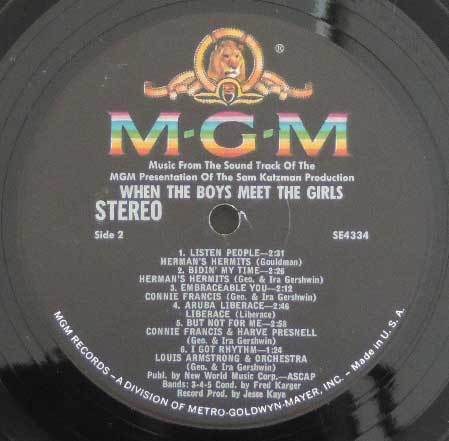 ®
M-G-M
Music From The Sound Track Of The
MGM Presentation Of The Sam Katzman Production
WHEN THE BOYS MEET THE GIRLS
STEREO
Side 2
SE4334
1. LISTEN PEOPLE—2:31
HERMAN'S HERMITS (Gouldman)
2. BIDIN' MY TIME—2:26
HERMAN'S HERMITS (Geo. & Ira Gershwin)
3. EMBRACEABLE YOU—2:12
CONNIE FRANCIS (Geo. & Ira Gershwin)
4. ARUBA LIBERACE—2:46
LIBERACE (Liberace)
5. BUT NOT FOR ME—2:58
CONNIE FRANCIS & HARVE PRESNELL
(Geo. & Ira Gershwin)
6. I GOT RHYTHM—1:24
LOUIS ARMSTRONG & ORCHESTRA
(Geo. & Ira Gershwin)
Publ. by New World Music Corp.—ASCAP
Bands: 3-4-5 Cond. by Fred Karger
Record Prod. by Jesse Kaye
MGM RECORDS – A DIVISION OF METRO-GOLDWYN-MAYER, INC. – Made in U.S.A.